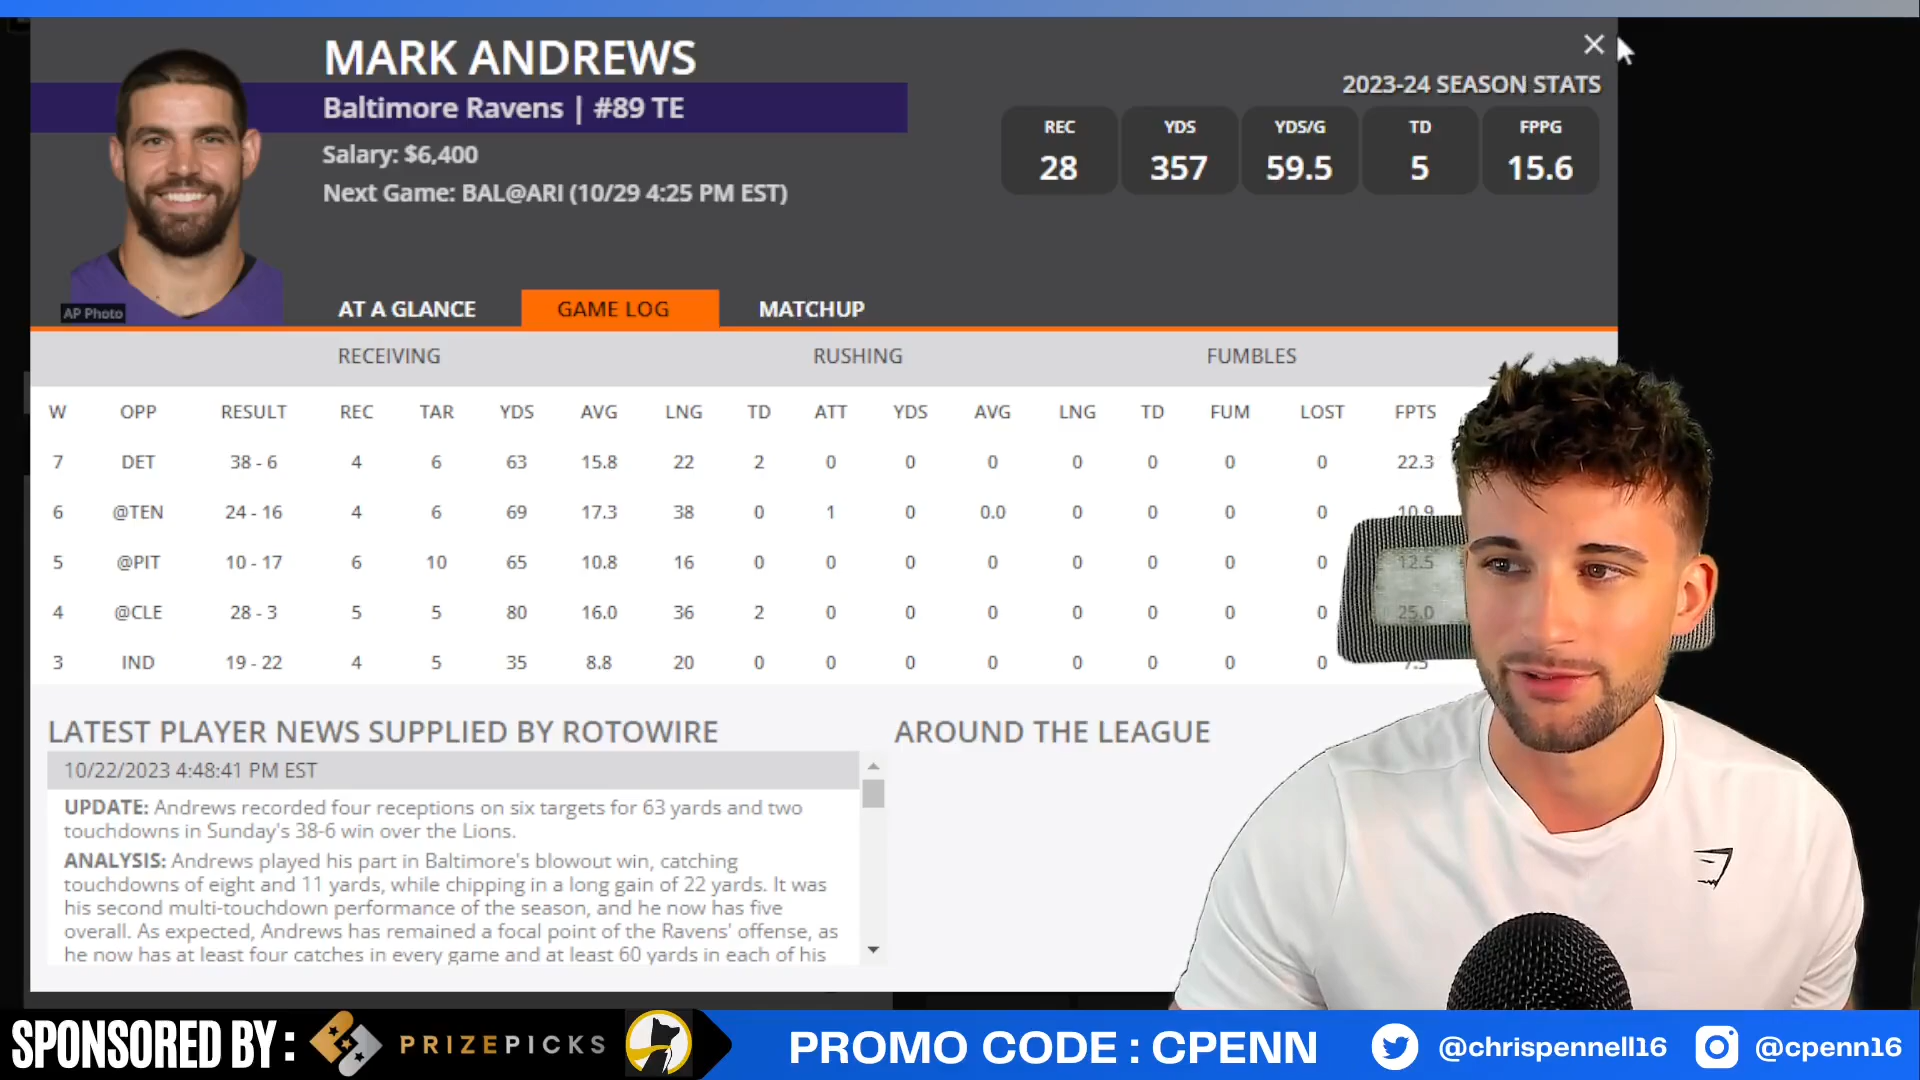 MARK ANDREWS
Baltimore Ravens | #89 TE
Salary: $6,400
Next Game: BAL@ARI (10/29 4:25 PM EST)
AP Photo
2023-24 SEASON STATS
REC YDS YDS/G TD FPPG
28 357 59.5 5 15.6
AT A GLANCE GAME LOG MATCHUP
RECEIVING RUSHING FUMBLES
W OPP RESULT REC TAR YDS AVG LNG TD ATT YDS AVG LNG TD FUM LOST FPTS
7 DET 38 - 6 4 6 63 15.8 22 2 0 0 0 0 0 0 0 22.3
6 @TEN 24 - 16 4 6 69 17.3 38 0 1 0 0.0 0 0 0 0 10.9
5 @PIT 10 - 17 6 10 65 10.8 16 0 0 0 0 0 0 0 0 12.5
4 @CLE 28 - 3 5 5 80 16.0 36 2 0 0 0 0 0 0 0 25.0
3 IND 19 - 22 4 5 35 8.8 20 0 0 0 0 0 0 0 0
LATEST PLAYER NEWS SUPPLIED BY ROTOWIRE
10/22/2023 4:48:41 PM EST
UPDATE: Andrews recorded four receptions on six targets for 63 yards and two
touchdowns in Sunday's 38-6 win over the Lions.
ANALYSIS: Andrews played his part in Baltimore's blowout win, catching
touchdowns of eight and 11 yards, while chipping in a long gain of 22 yards. It was
his second multi-touchdown performance of the season, and he now has five
overall. As expected, Andrews has remained a focal point of the Ravens' offense, as
he now has at least four catches in every game and at least 60 yards in each of his
AROUND THE LEAGUE
SPONSORED BY : PRIZEPICKS PROMO CODE : CPENN @chrispennell16 @cpenn16